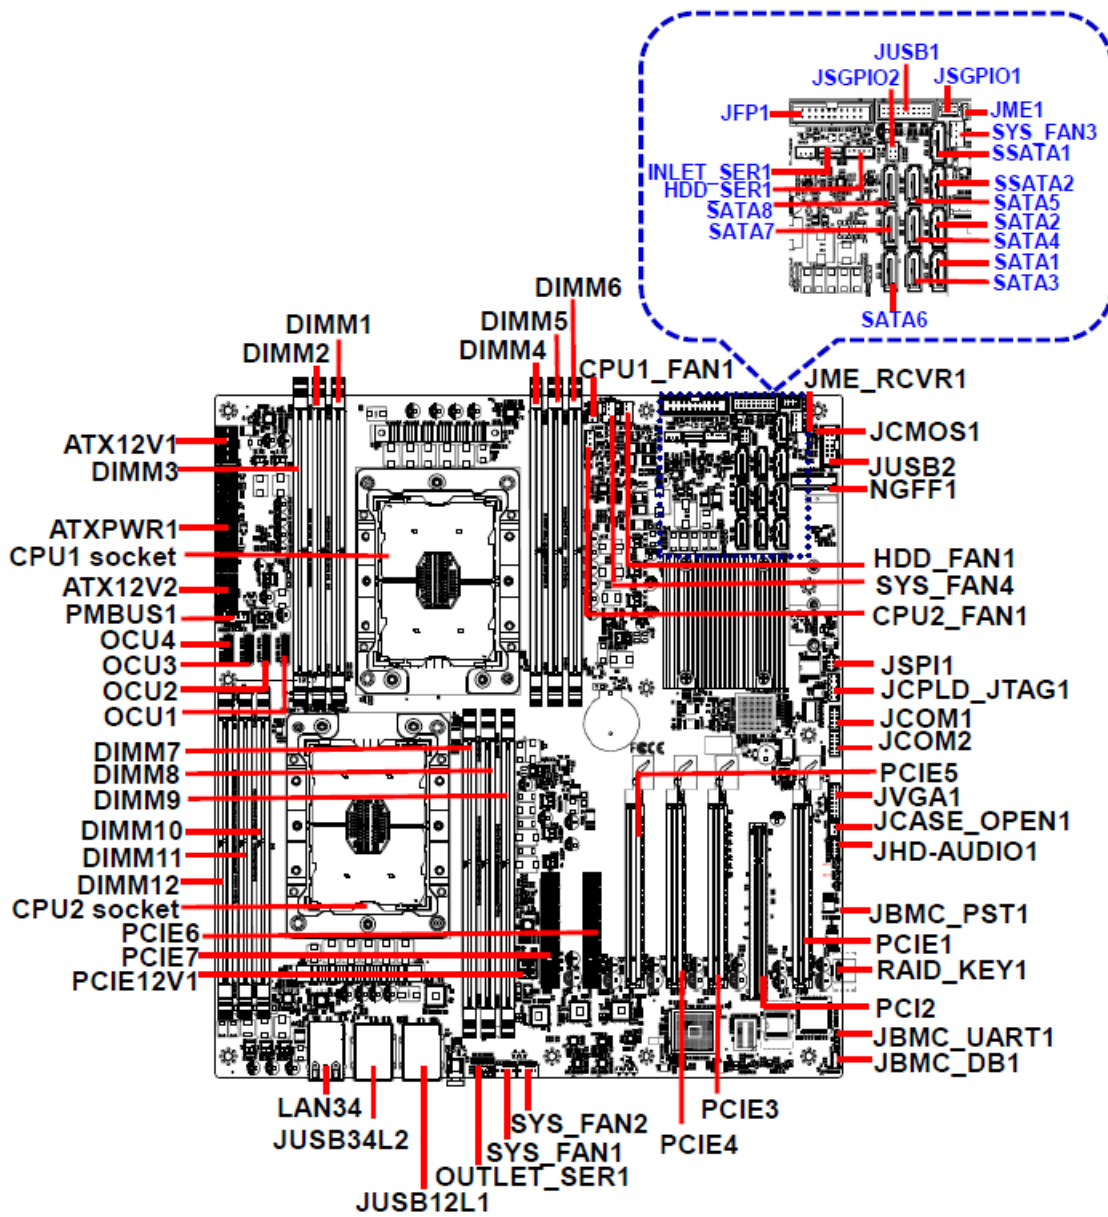 JUSB1
JSGPIO2
JSGPIO1
JFP1
JME1
SYS_FAN3
SSATA1
INLET_SER1
HDD_SER1
SSATA2
SATA5
SATA8
SATA2
SATA7
SATA4
SATA1
SATA3
SATA6
DIMM6
DIMM1
DIMM5
DIMM2
DIMM4
CPU1_FAN1
JME_RCVR1
ATX12V1
JCMOS1
DIMM3
JUSB2
NGFF1
ATXPWR1
CPU1 socket
HDD_FAN1
ATX12V2
SYS_FAN4
PMBUS1
CPU2_FAN1
OCU4
OCU3
JSPI1
OCU2
JCPLD_JTAG1
OCU1
JCOM1
JCOM2
DIMM7
FCCE
DIMM8
PCIE5
DIMM9
JVGA1
DIMM10
JCASE_OPEN1
DIMM11
JHD-AUDIO1
DIMM12
CPU2 socket
JBMC_PST1
PCIE6
PCIE1
PCIE7
RAID_KEY1
PCIE12V1
PCI2
JBMC_UART1
JBMC_DB1
LAN34
PCIE3
SYS_FAN2
JUSB34L2
PCIE4
SYS_FAN1
OUTLET_SER1
JUSB12L1